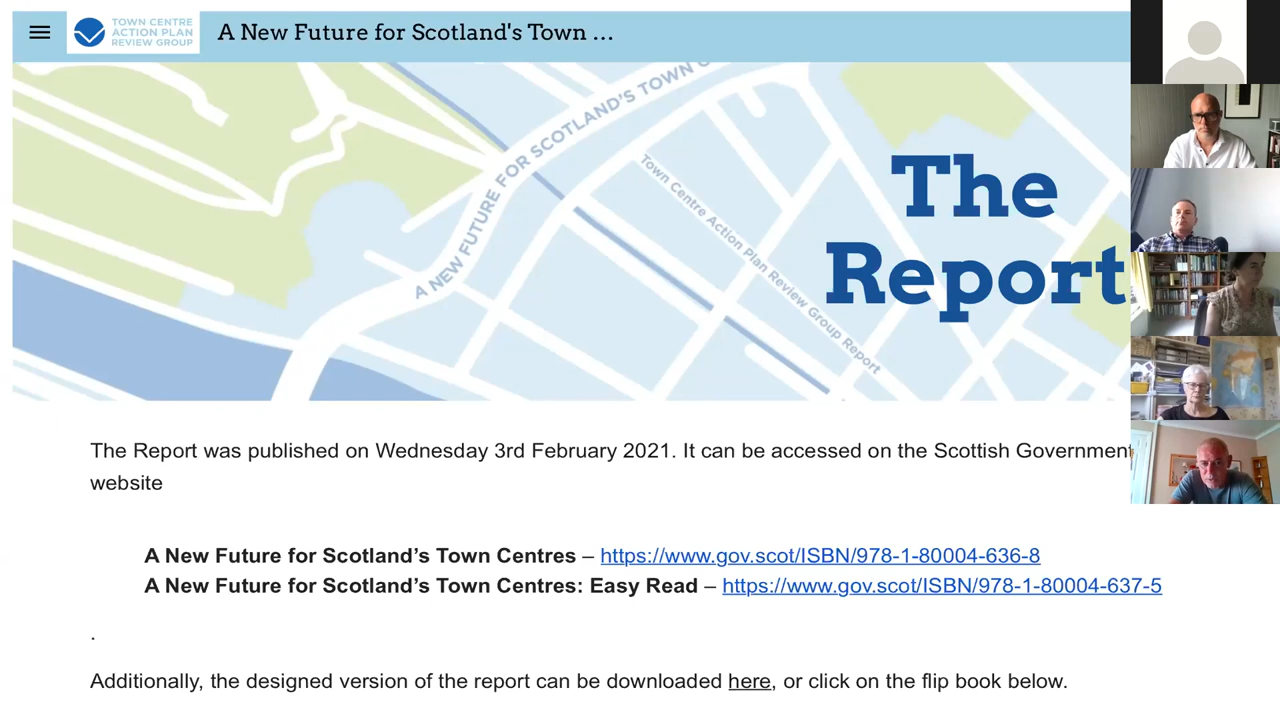 TOWN CENTRE
ACTION PLAN
REVIEW GROUP
A New Future for Scotland's Town ...
A NEW FUTURE FOR SCOTLAND'S TOWN C
Town Centre Action Plan Review Group Report
The
Report
The Report was published on Wednesday 3rd February 2021. It can be accessed on the Scottish Government
website
A New Future for Scotland’s Town Centres – https://www.gov.scot/ISBN/978-1-80004-636-8
A New Future for Scotland’s Town Centres: Easy Read – https://www.gov.scot/ISBN/978-1-80004-637-5
.
Additionally, the designed version of the report can be downloaded here, or click on the flip book below.